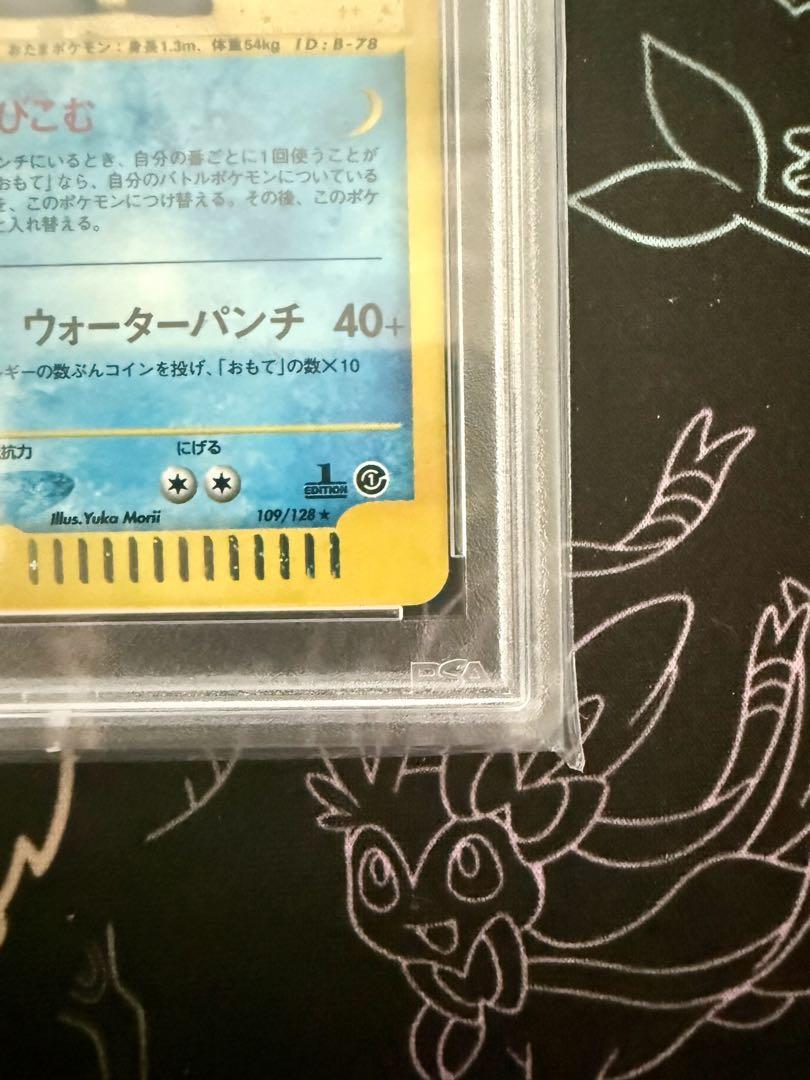 おたまポケモン：身長1.3m、体重54kg ID：B-78
びこむ
ンチにいるとき、自分の番ごとに1回使うことが
おもて」なら、自分のバトルポケモンについている
を、このポケモンにつけ替える。その後、このポケ
と入れ替える。
ウォーターパンチ 40+
ルギーの数ぶんコインを投げ、「おもて」の数×10
抗力 にげる
1 EDITION
Illus. Yuka Morii 109/128 ★
PSA